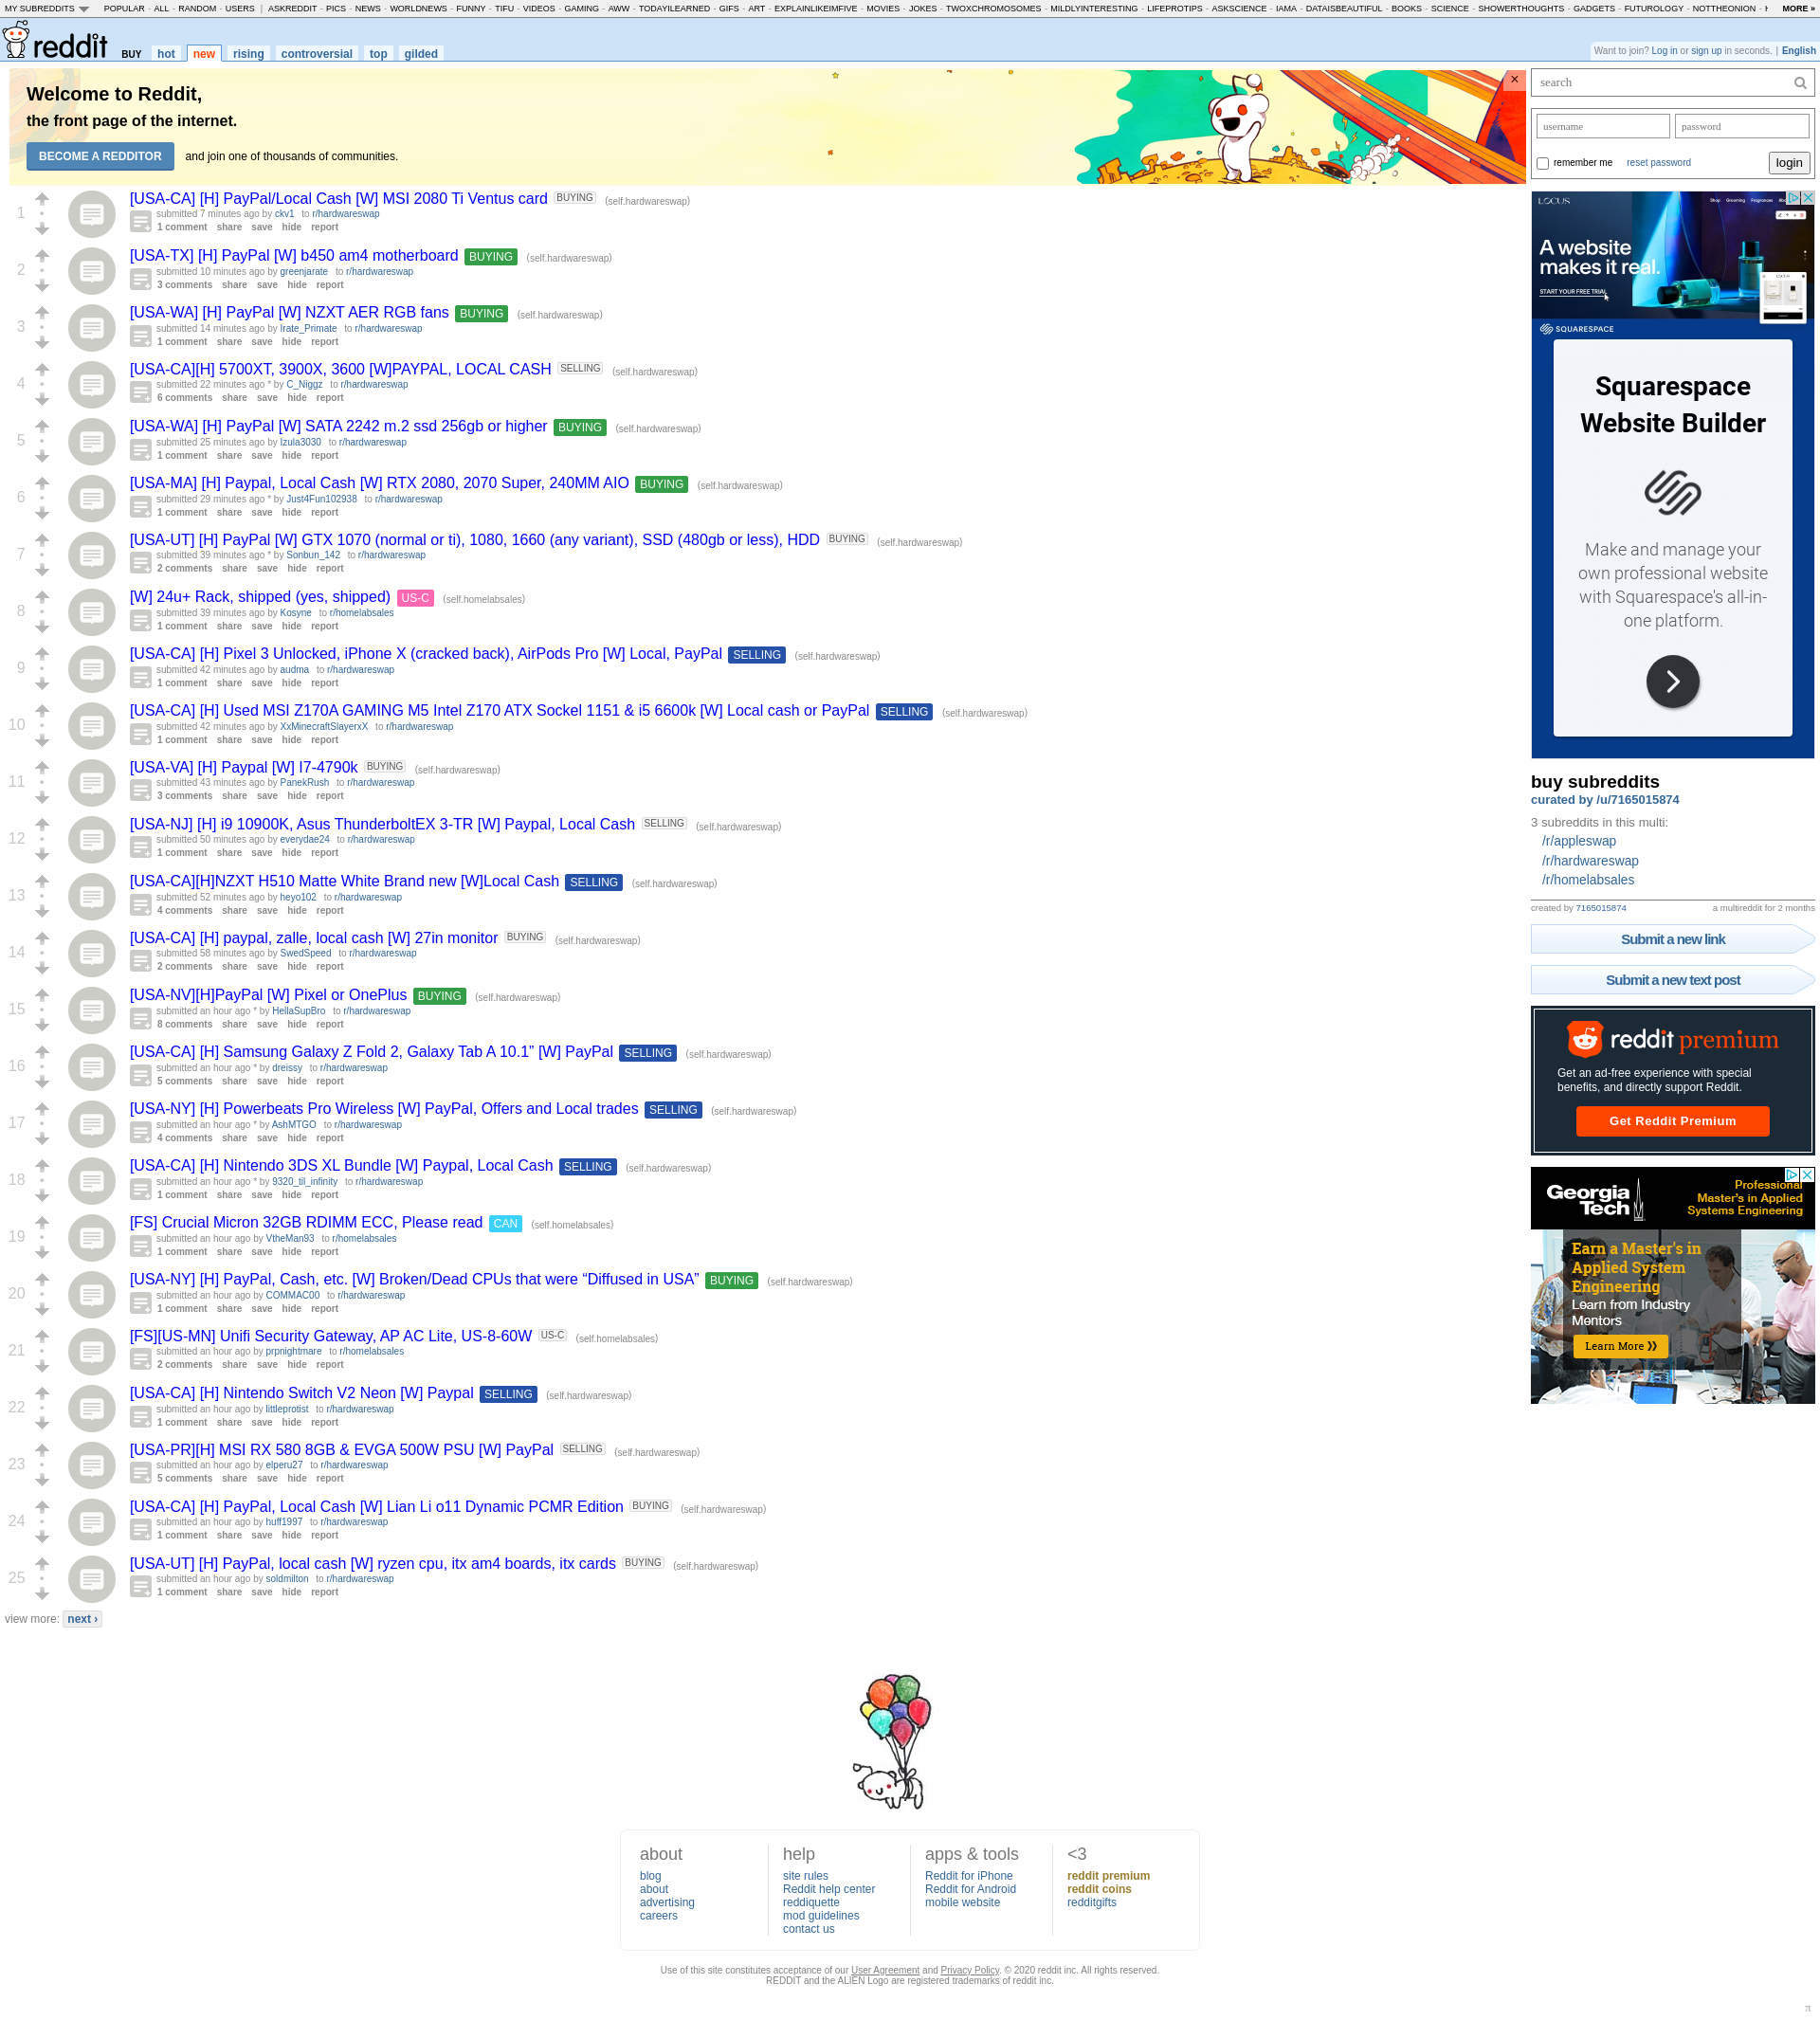 MY SUBREDDITS POPULAR - ALL - RANDOM - USERS | ASKREDDIT - PICS - NEWS - WORLDNEWS - FUNNY - TIFU - VIDEOS - GAMING - AWW - TODAYILEARNED - GIFS - ART - EXPLAINLIKEIMFIVE - MOVIES - JOKES - TWOXCHROMOSOMES - MILDLYINTERESTING - LIFEPROTIPS - ASKSCIENCE - IAMA - DATAISBEAUTIFUL - BOOKS - SCIENCE - SHOWERTHOUGHTS - GADGETS - FUTUROLOGY - NOTTHEONION - MORE »
reddit BUY hot new rising controversial top gilded
Want to join? Log in or sign up in seconds. | English
Welcome to Reddit,
the front page of the internet.
BECOME A REDDITOR and join one of thousands of communities.
×
search
username password
remember me reset password login
1 [USA-CA] [H] PayPal/Local Cash [W] MSI 2080 Ti Ventus card BUYING (self.hardwareswap)
submitted 7 minutes ago by ckv1 to r/hardwareswap
1 comment share save hide report
2 [USA-TX] [H] PayPal [W] b450 am4 motherboard BUYING (self.hardwareswap)
submitted 10 minutes ago by greenjarate to r/hardwareswap
3 comments share save hide report
3 [USA-WA] [H] PayPal [W] NZXT AER RGB fans BUYING (self.hardwareswap)
submitted 14 minutes ago by Irate_Primate to r/hardwareswap
1 comment share save hide report
4 [USA-CA][H] 5700XT, 3900X, 3600 [W]PAYPAL, LOCAL CASH SELLING (self.hardwareswap)
submitted 22 minutes ago * by C_Niggz to r/hardwareswap
6 comments share save hide report
5 [USA-WA] [H] PayPal [W] SATA 2242 m.2 ssd 256gb or higher BUYING (self.hardwareswap)
submitted 25 minutes ago by Izula3030 to r/hardwareswap
1 comment share save hide report
6 [USA-MA] [H] Paypal, Local Cash [W] RTX 2080, 2070 Super, 240MM AIO BUYING (self.hardwareswap)
submitted 29 minutes ago * by Just4Fun102938 to r/hardwareswap
1 comment share save hide report
7 [USA-UT] [H] PayPal [W] GTX 1070 (normal or ti), 1080, 1660 (any variant), SSD (480gb or less), HDD BUYING (self.hardwareswap)
submitted 39 minutes ago * by Sonbun_142 to r/hardwareswap
2 comments share save hide report
8 [W] 24u+ Rack, shipped (yes, shipped) US-C (self.homelabsales)
submitted 39 minutes ago by Kosyne to r/homelabsales
1 comment share save hide report
9 [USA-CA] [H] Pixel 3 Unlocked, iPhone X (cracked back), AirPods Pro [W] Local, PayPal SELLING (self.hardwareswap)
submitted 42 minutes ago by audma to r/hardwareswap
1 comment share save hide report
10 [USA-CA] [H] Used MSI Z170A GAMING M5 Intel Z170 ATX Sockel 1151 & i5 6600k [W] Local cash or PayPal SELLING (self.hardwareswap)
submitted 42 minutes ago by XxMinecraftSlayerxX to r/hardwareswap
1 comment share save hide report
11 [USA-VA] [H] Paypal [W] I7-4790k BUYING (self.hardwareswap)
submitted 43 minutes ago by PanekRush to r/hardwareswap
3 comments share save hide report
12 [USA-NJ] [H] i9 10900K, Asus ThunderboltEX 3-TR [W] Paypal, Local Cash SELLING (self.hardwareswap)
submitted 50 minutes ago by everydae24 to r/hardwareswap
1 comment share save hide report
13 [USA-CA][H]NZXT H510 Matte White Brand new [W]Local Cash SELLING (self.hardwareswap)
submitted 52 minutes ago by heyo102 to r/hardwareswap
4 comments share save hide report
14 [USA-CA] [H] paypal, zalle, local cash [W] 27in monitor BUYING (self.hardwareswap)
submitted 58 minutes ago by SwedSpeed to r/hardwareswap
2 comments share save hide report
15 [USA-NV][H]PayPal [W] Pixel or OnePlus BUYING (self.hardwareswap)
submitted an hour ago * by HellaSupBro to r/hardwareswap
8 comments share save hide report
16 [USA-CA] [H] Samsung Galaxy Z Fold 2, Galaxy Tab A 10.1” [W] PayPal SELLING (self.hardwareswap)
submitted an hour ago * by dreissy to r/hardwareswap
5 comments share save hide report
17 [USA-NY] [H] Powerbeats Pro Wireless [W] PayPal, Offers and Local trades SELLING (self.hardwareswap)
submitted an hour ago * by AshMTGO to r/hardwareswap
4 comments share save hide report
18 [USA-CA] [H] Nintendo 3DS XL Bundle [W] Paypal, Local Cash SELLING (self.hardwareswap)
submitted an hour ago * by 9320_til_infinity to r/hardwareswap
1 comment share save hide report
19 [FS] Crucial Micron 32GB RDIMM ECC, Please read CAN (self.homelabsales)
submitted an hour ago by VtheMan93 to r/homelabsales
1 comment share save hide report
20 [USA-NY] [H] PayPal, Cash, etc. [W] Broken/Dead CPUs that were “Diffused in USA” BUYING (self.hardwareswap)
submitted an hour ago by COMMAC00 to r/hardwareswap
1 comment share save hide report
21 [FS][US-MN] Unifi Security Gateway, AP AC Lite, US-8-60W US-C (self.homelabsales)
submitted an hour ago by prpnightmare to r/homelabsales
2 comments share save hide report
22 [USA-CA] [H] Nintendo Switch V2 Neon [W] Paypal SELLING (self.hardwareswap)
submitted an hour ago by littleprotist to r/hardwareswap
1 comment share save hide report
23 [USA-PR][H] MSI RX 580 8GB & EVGA 500W PSU [W] PayPal SELLING (self.hardwareswap)
submitted an hour ago by elperu27 to r/hardwareswap
5 comments share save hide report
24 [USA-CA] [H] PayPal, Local Cash [W] Lian Li o11 Dynamic PCMR Edition BUYING (self.hardwareswap)
submitted an hour ago by huff1997 to r/hardwareswap
1 comment share save hide report
25 [USA-UT] [H] PayPal, local cash [W] ryzen cpu, itx am4 boards, itx cards BUYING (self.hardwareswap)
submitted an hour ago by soldmilton to r/hardwareswap
1 comment share save hide report
view more: next ›
LOCUS
A website
makes it real.
START YOUR FREE TRIAL
SQUARESPACE
Squarespace
Website Builder
Make and manage your
own professional website
with Squarespace's all-in-
one platform.
buy subreddits
curated by /u/7165015874
3 subreddits in this multi:
/r/appleswap
/r/hardwareswap
/r/homelabsales
created by 7165015874 a multireddit for 2 months
Submit a new link
Submit a new text post
reddit premium
Get an ad-free experience with special
benefits, and directly support Reddit.
Get Reddit Premium
Georgia
Tech
Professional
Master's in Applied
Systems Engineering
Earn a Master's in
Applied System
Engineering
Learn from Industry
Mentors
Learn More
about
blog
about
advertising
careers
help
site rules
Reddit help center
reddiquette
mod guidelines
contact us
apps & tools
Reddit for iPhone
Reddit for Android
mobile website
<3
reddit premium
reddit coins
redditgifts
Use of this site constitutes acceptance of our User Agreement and Privacy Policy. © 2020 reddit inc. All rights reserved.
REDDIT and the ALIEN Logo are registered trademarks of reddit inc.
π